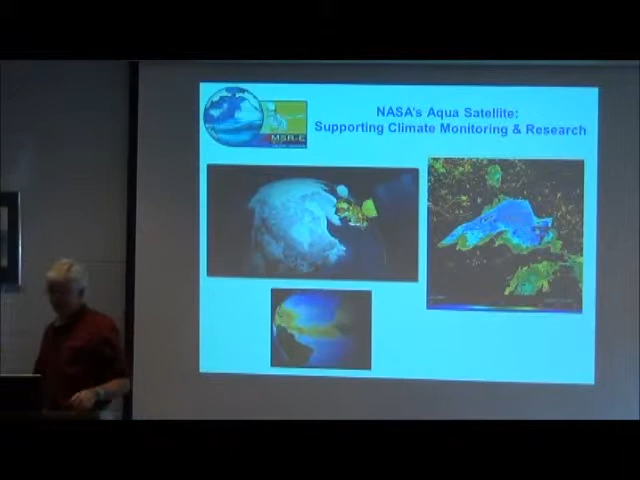 NASA's Aqua Satellite:
Supporting Climate Monitoring & Research